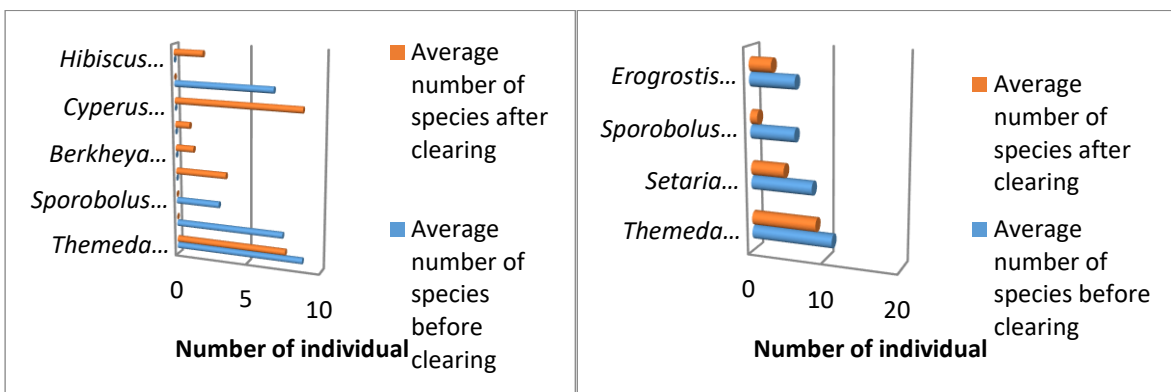 Hibiscus...
Cyperus...
Berkheya...
Sporobolus...
Themeda...
0
5
10
Number of individual
Average
number of
species after
clearing
Average
number of
species
before
clearing
Erogrostis...
Sporobolus...
Setaria...
Themeda...
0
10
20
Number of individual
Average
number of
species after
clearing
Average
number of
species before
clearing